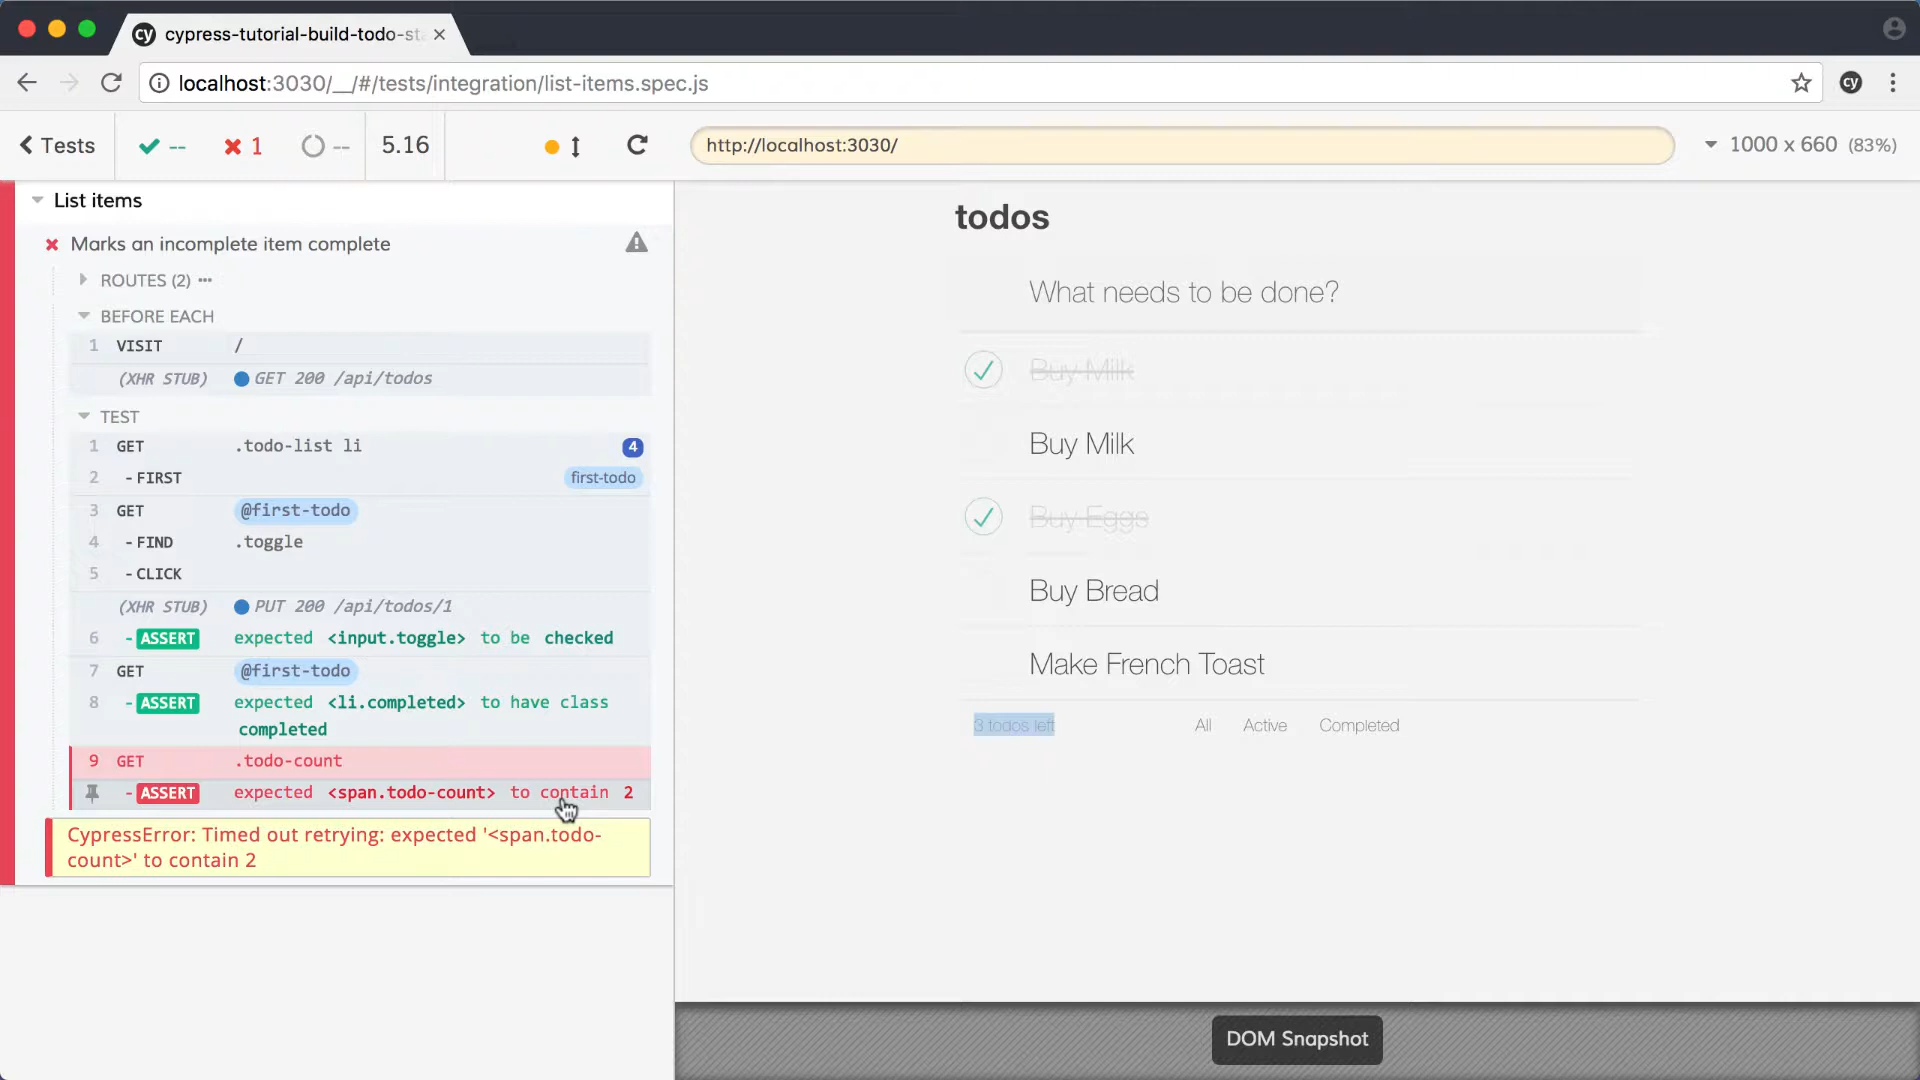 cy cypress-tutorial-build-todo-st
localhost:3030/__/#/tests/integration/list-items.spec.js
cy
Tests
--
1
--
5.16
http://localhost:3030/
1000 x 660 (83%)
List items
Marks an incomplete item complete
ROUTES (2)
BEFORE EACH
1 VISIT /
(XHR STUB) GET 200 /api/todos
TEST
1 GET .todo-list li 4
2 -FIRST first-todo
3 GET @first-todo
4 -FIND .toggle
5 -CLICK
(XHR STUB) PUT 200 /api/todos/1
6 -ASSERT expected <input.toggle> to be checked
7 GET @first-todo
8 -ASSERT expected <li.completed> to have class
completed
9 GET .todo-count
-ASSERT expected <span.todo-count> to contain 2
CypressError: Timed out retrying: expected '<span.todo-
count>' to contain 2
todos
What needs to be done?
Buy Milk
Buy Milk
Buy Eggs
Buy Bread
Make French Toast
3 todos left All Active Completed
DOM Snapshot